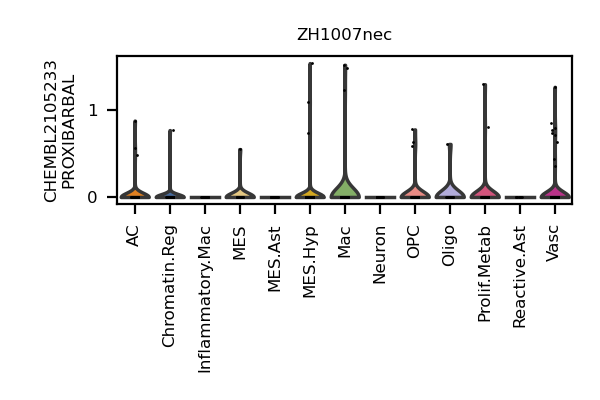 ZH1007nec
CHEMBL2105233
PROXIBARBAL
1
0
AC
Chromatin.Reg
Inflammatory.Mac
MES
MES.Ast
MES.Hyp
Mac
Neuron
OPC
Oligo
Prolif.Metab
Reactive.Ast
Vasc